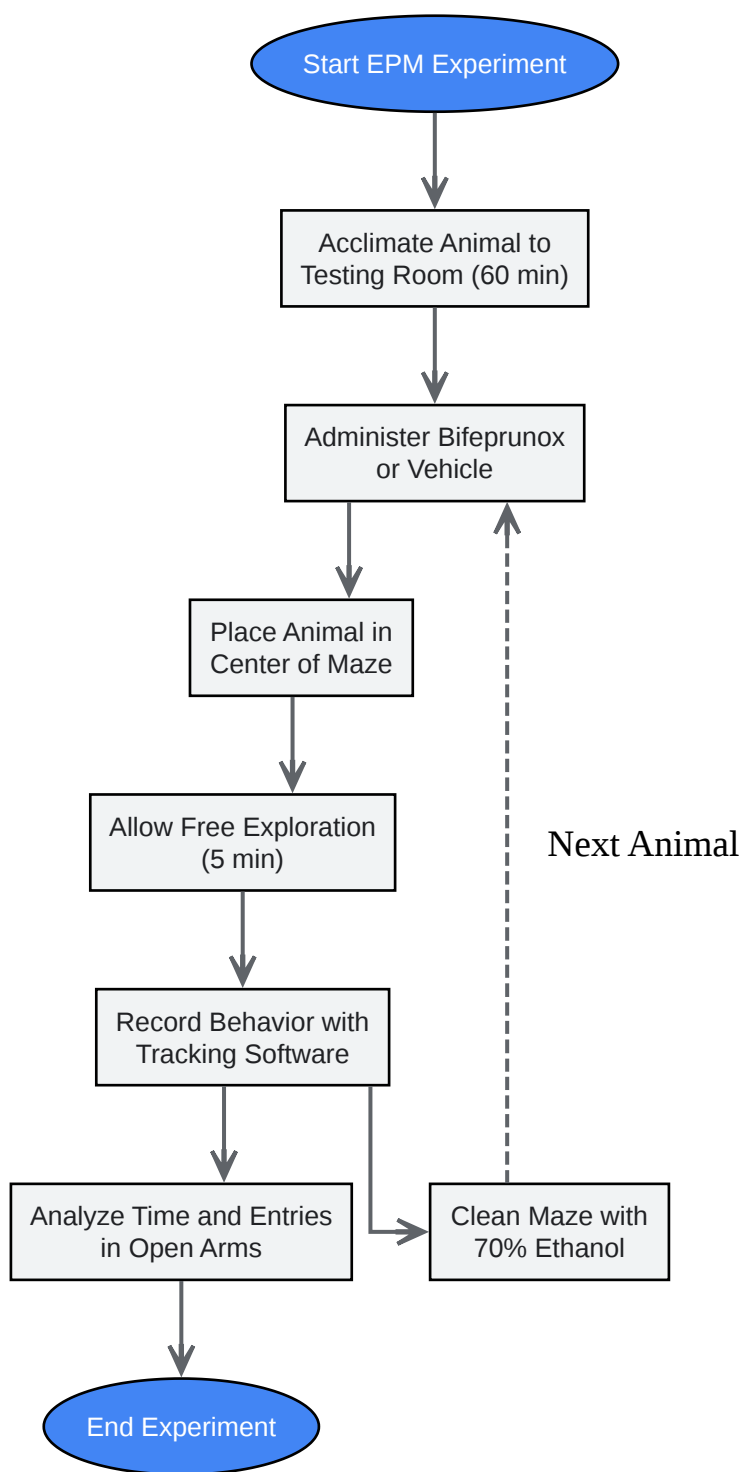 Start EPM Experiment
Acclimate Animal to
Testing Room (60 min)
Administer Bifeprunox
or Vehicle
Place Animal in
Center of Maze
Allow Free Exploration
(5 min)
Next Animal
Record Behavior with
Tracking Software
Analyze Time and Entries
in Open Arms
Clean Maze with
70% Ethanol
End Experiment